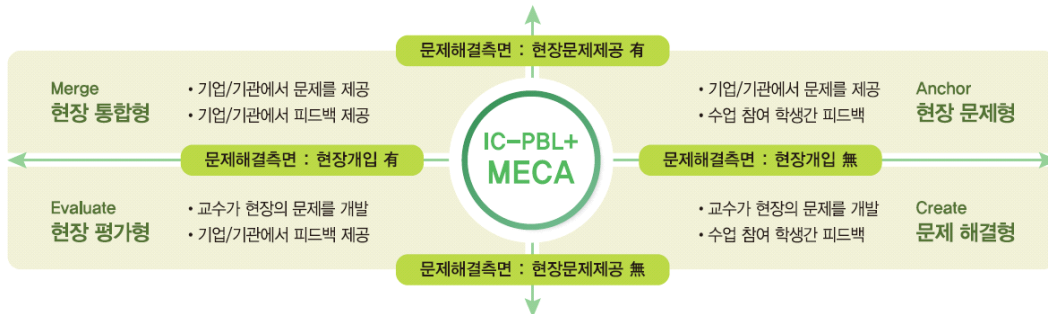 문제해결측면 : 현장문제제공 有
Merge
현장 통합형
• 기업/기관에서 문제를 제공
• 기업/기관에서 피드백 제공
• 기업/기관에서 문제를 제공
• 수업 참여 학생간 피드백
Anchor
현장 문제형
문제해결측면 : 현장개입 有
IC-PBL+
MECA
문제해결측면 : 현장개입 無
Evaluate
현장 평가형
• 교수가 현장의 문제를 개발
• 기업/기관에서 피드백 제공
• 교수가 현장의 문제를 개발
• 수업 참여 학생간 피드백
Create
문제 해결형
문제해결측면 : 현장문제제공 無